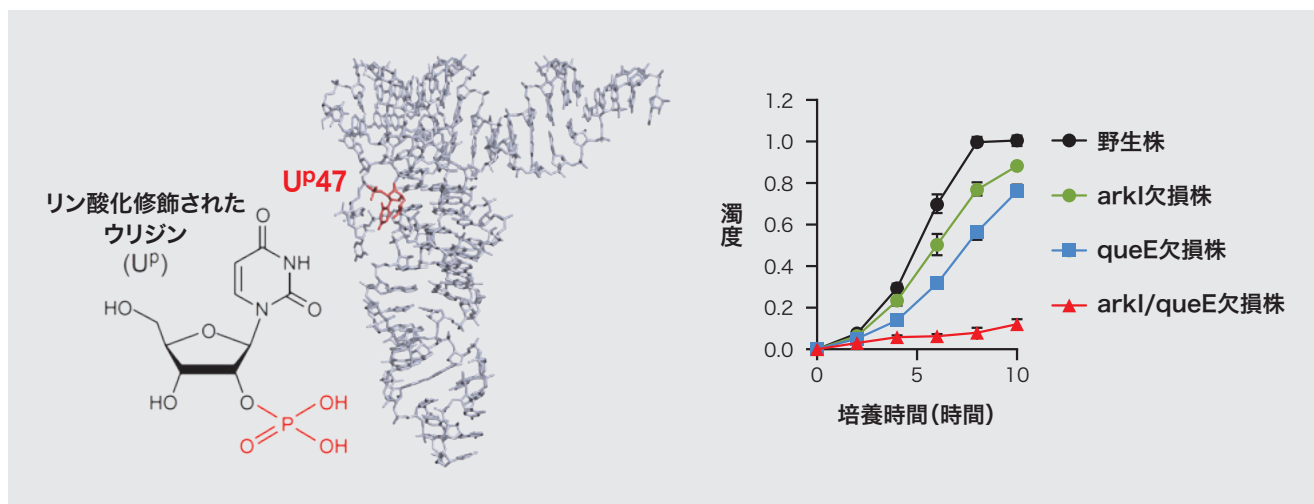 リン酸化修飾された
ウリジン
(Uᵖ)
O
NH
N
O
HO
O
HO
O
P
OH
O
OH
Uᵖ47
濁度
1.2
1.0
0.8
0.6
0.4
0.2
0.0
0
5
10
培養時間(時間)
野生株
arkI欠損株
queE欠損株
arkI/queE欠損株